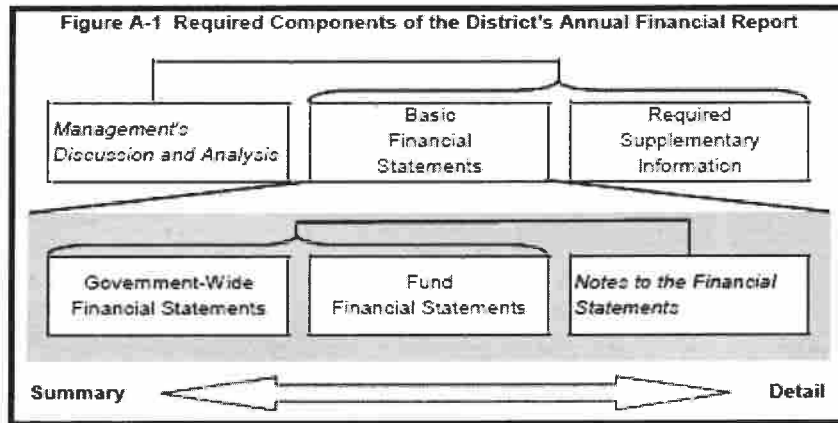 Figure A-1 Required Components of the District's Annual Financial Report
Management's
Discussion and Analysis
Basic
Financial
Statements
Required
Supplementary
Information
Government-Wide
Financial Statements
Fund
Financial Statements
Notes to the Financial
Statements
Summary
Detail